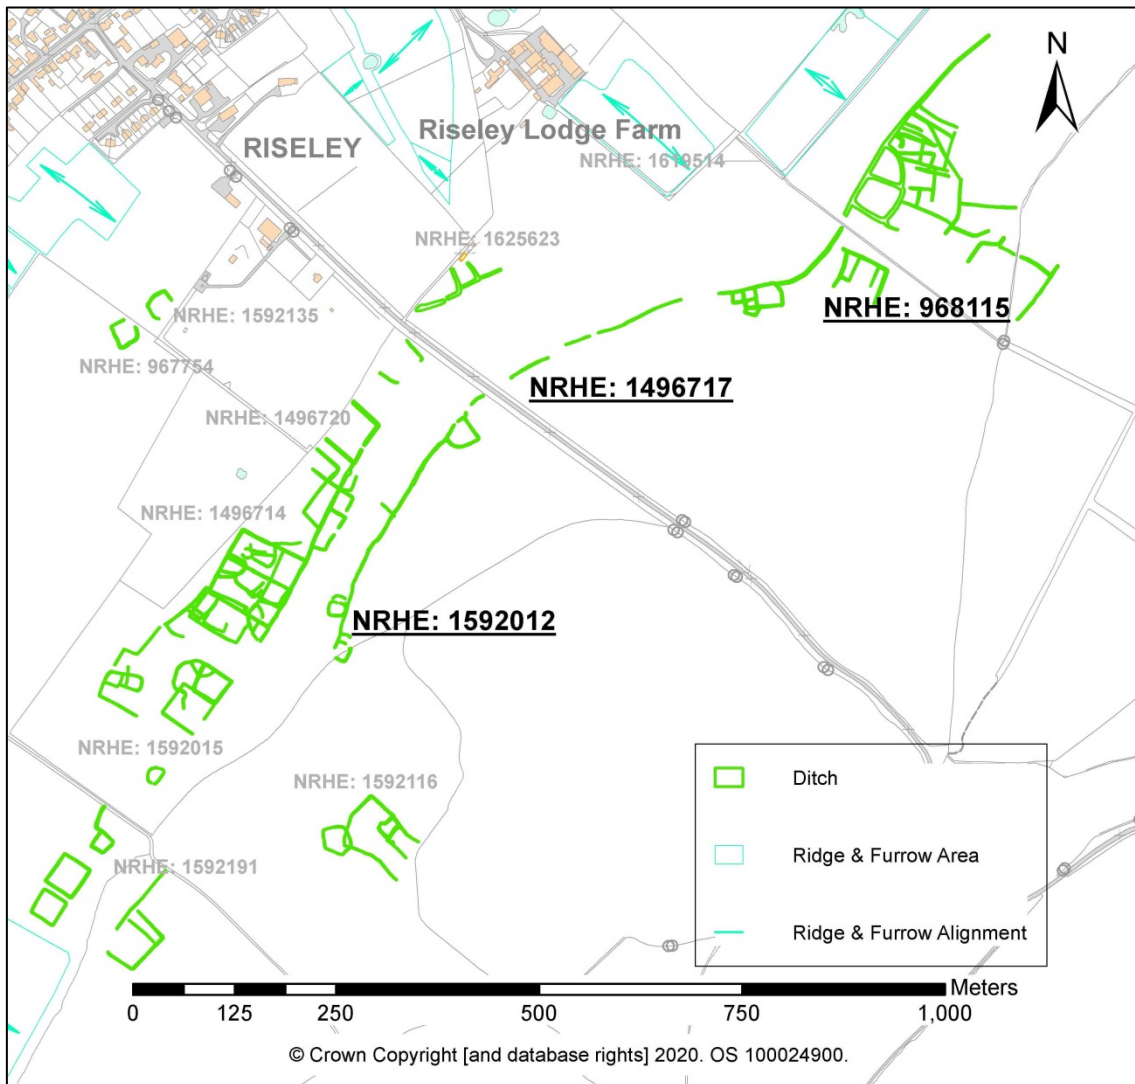 N
RISELEY
Riseley Lodge Farm
NRHE: 1619514
NRHE: 1625623
NRHE: 1592135
NRHE: 968115
NRHE: 967754
NRHE: 1496717
NRHE: 1496720
NRHE: 1496714
NRHE: 1592012
NRHE: 1592015
NRHE: 1592116
NRHE: 1592191
Ditch
Ridge & Furrow Area
Ridge & Furrow Alignment
Meters
0 125 250 500 750 1,000
© Crown Copyright [and database rights] 2020. OS 100024900.